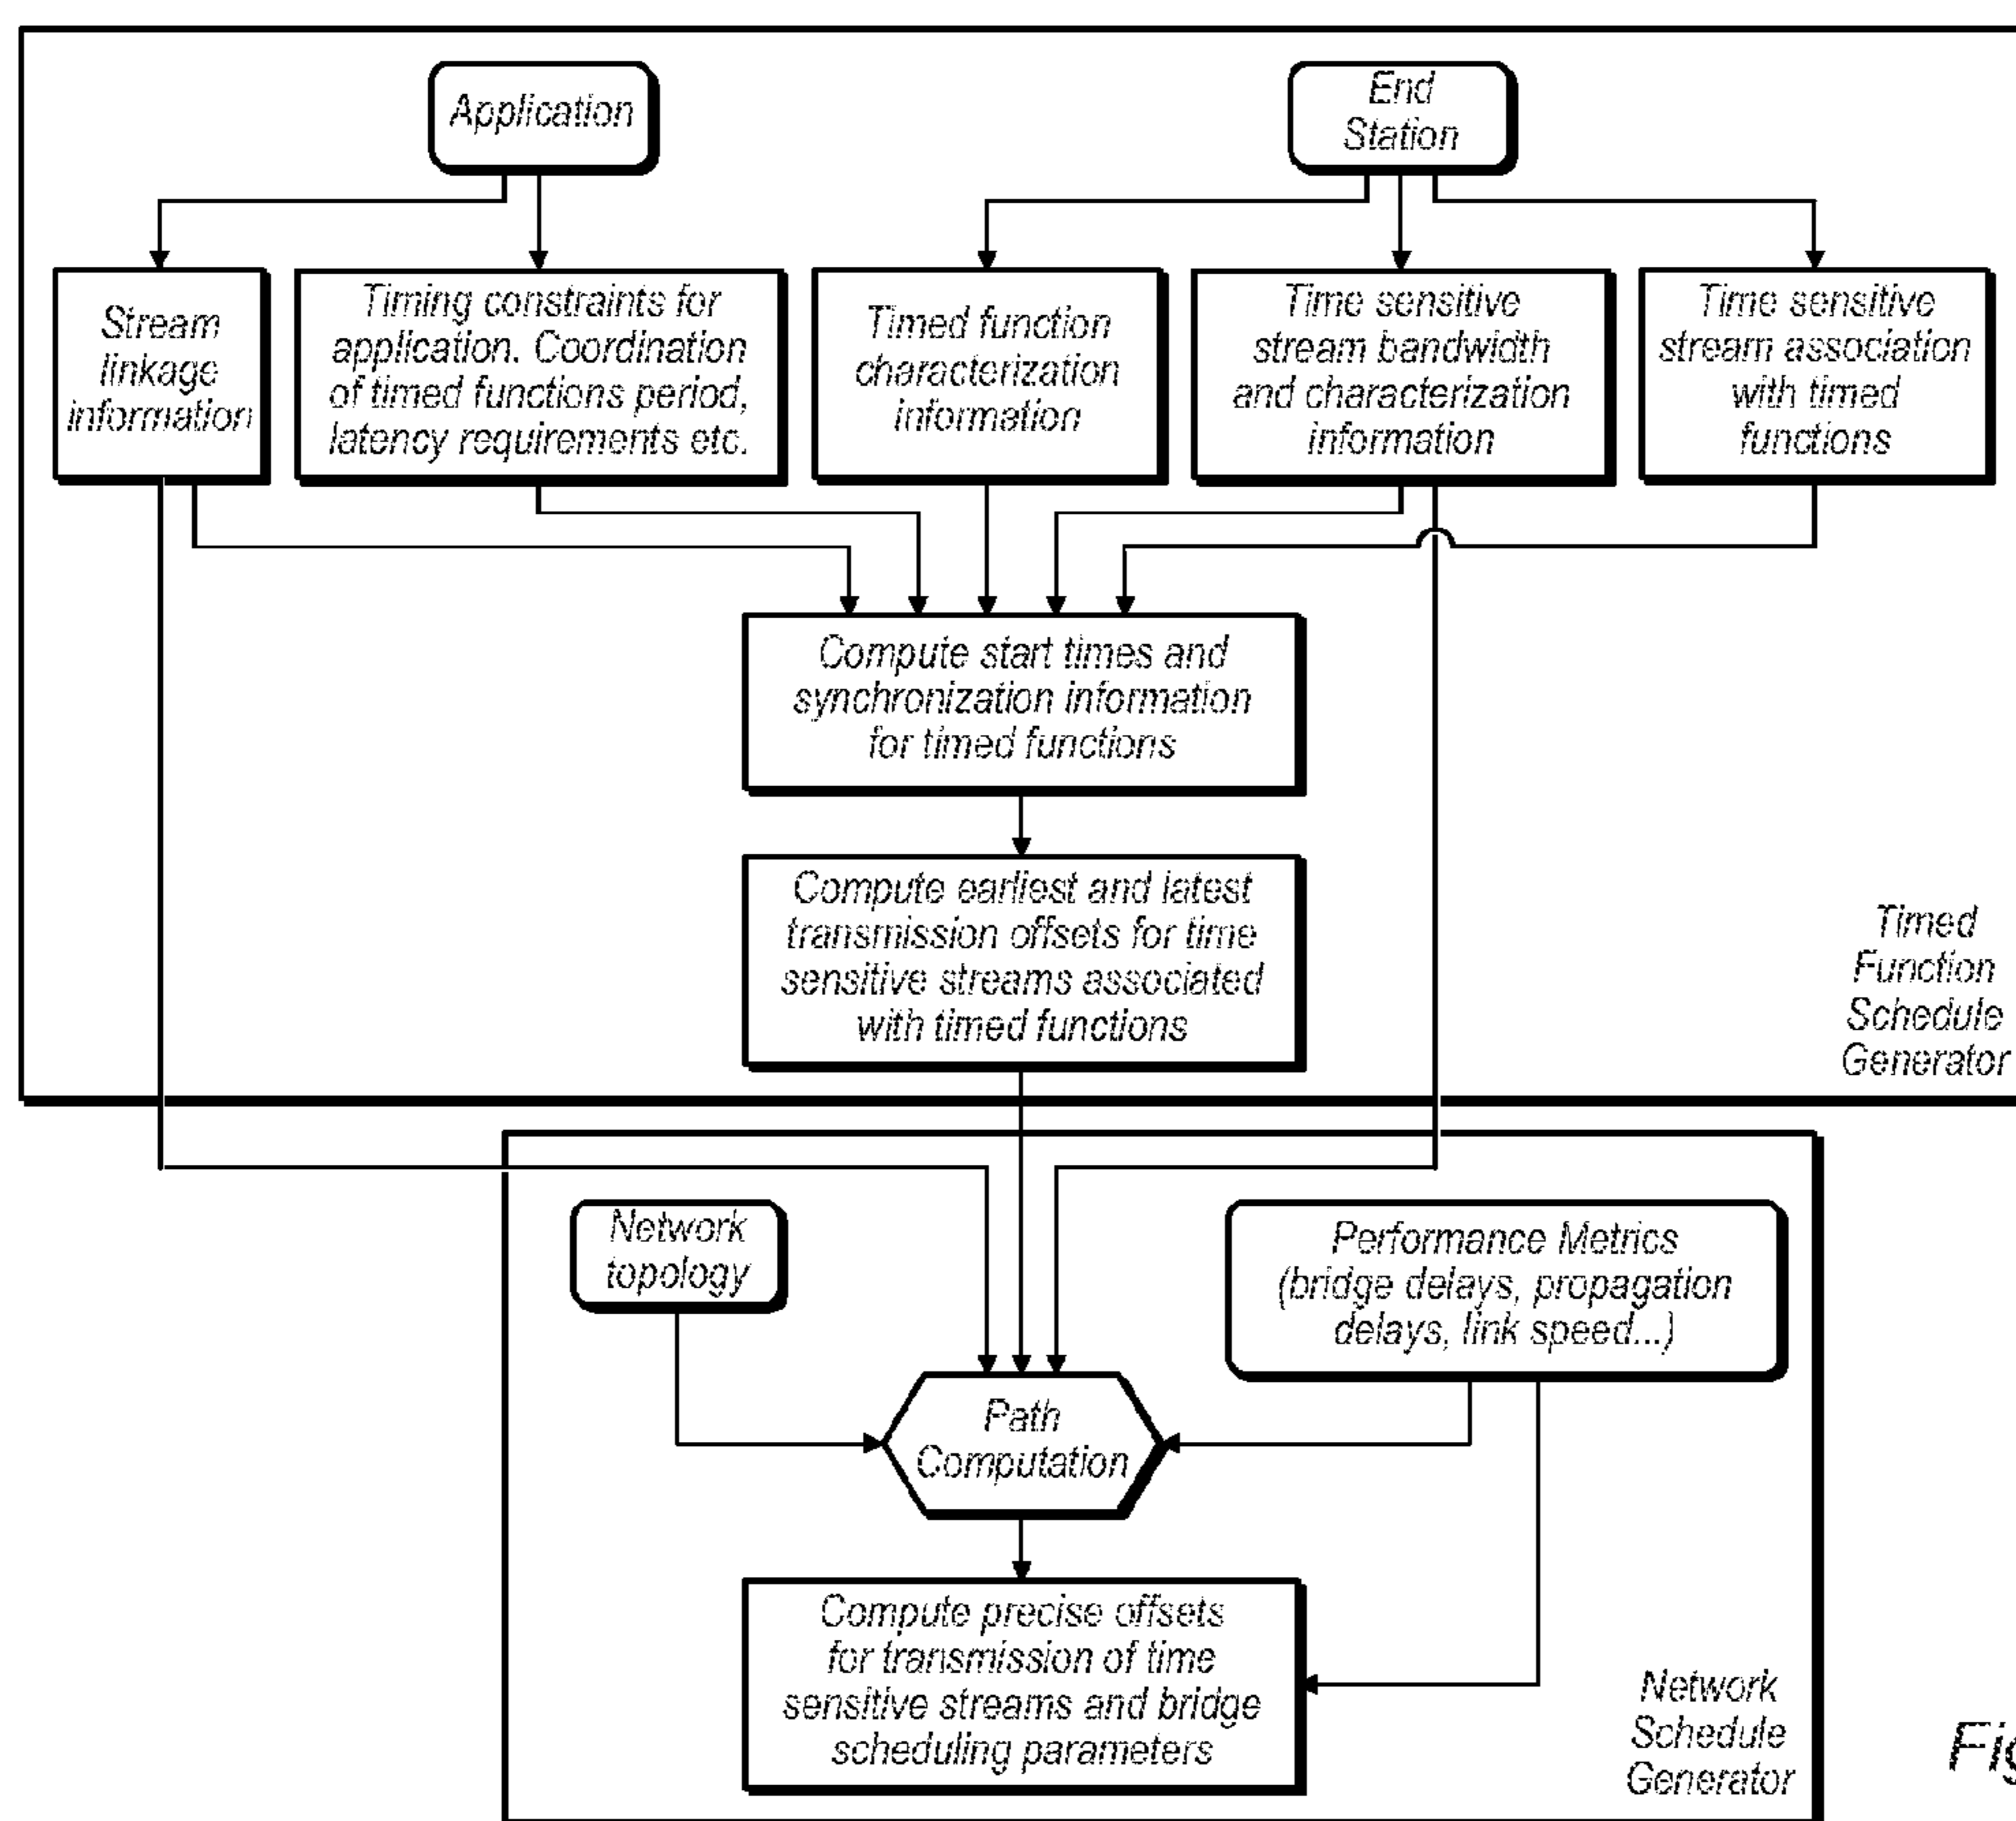 Application
End
Station
Stream
linkage
information
Timing constraints for
application. Coordination
of timed functions period,
latency requirements etc.
Timed function
characterization
information
Time sensitive
stream bandwidth
and characterization
information
Time sensitive
stream association
with timed
functions
Compute start times and
synchronization information
for timed functions
Compute earliest and latest
transmission offsets for time
sensitive streams associated
with timed functions
Timed
Function
Schedule
Generator
Network
topology
Performance Metrics
(bridge delays, propagation
delays, link speed...)
Path
Computation
Compute precise offsets
for transmission of time
sensitive streams and bridge
scheduling parameters
Network
Schedule
Generator